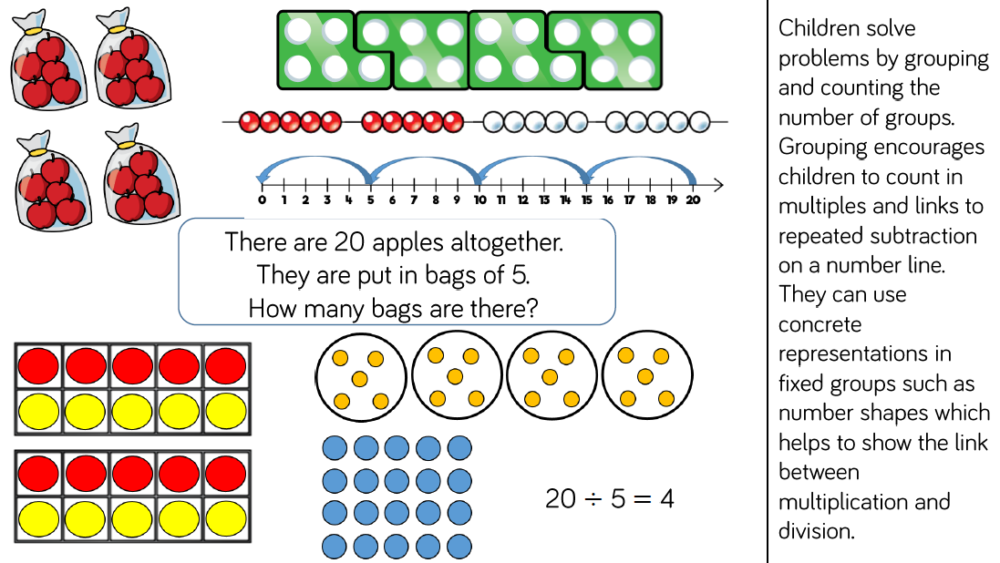 0 1 2 3 4 5 6 7 8 9 10 11 12 13 14 15 16 17 18 19 20
There are 20 apples altogether.
They are put in bags of 5.
How many bags are there?
20 ÷ 5 = 4
Children solve
problems by grouping
and counting the
number of groups.
Grouping encourages
children to count in
multiples and links to
repeated subtraction
on a number line.
They can use
concrete
representations in
fixed groups such as
number shapes which
helps to show the link
between
multiplication and
division.